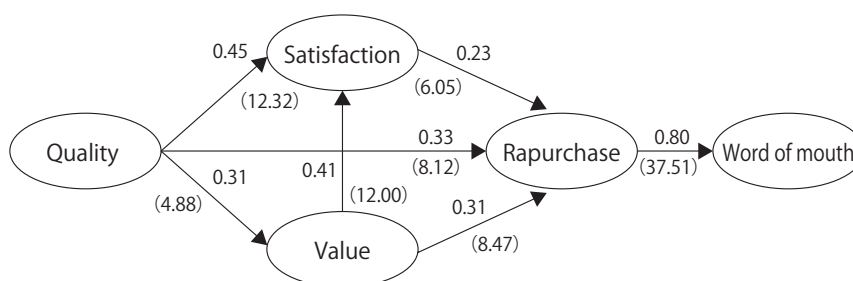 0.45
Satisfaction
0.23
(12.32)
(6.05)
Quality
0.33
(8.12)
Rapurchase
0.80
(37.51)
Word of mouth
0.31
(4.88)
0.41
(12.00)
Value
0.31
(8.47)